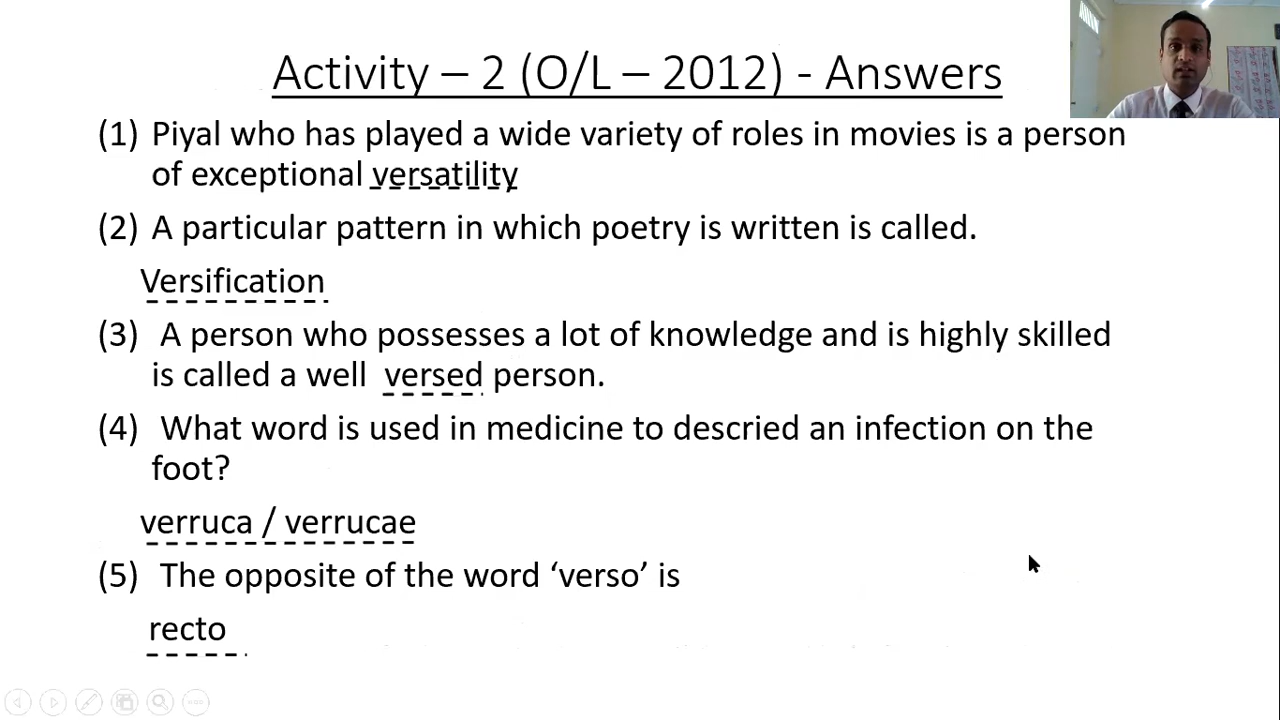 Activity – 2 (O/L – 2012) - Answers
(1) Piyal who has played a wide variety of roles in movies is a person
of exceptional versatility
(2) A particular pattern in which poetry is written is called.
Versification
(3) A person who possesses a lot of knowledge and is highly skilled
is called a well versed person.
(4) What word is used in medicine to descried an infection on the
foot?
verruca / verrucae
(5) The opposite of the word ‘verso’ is
recto